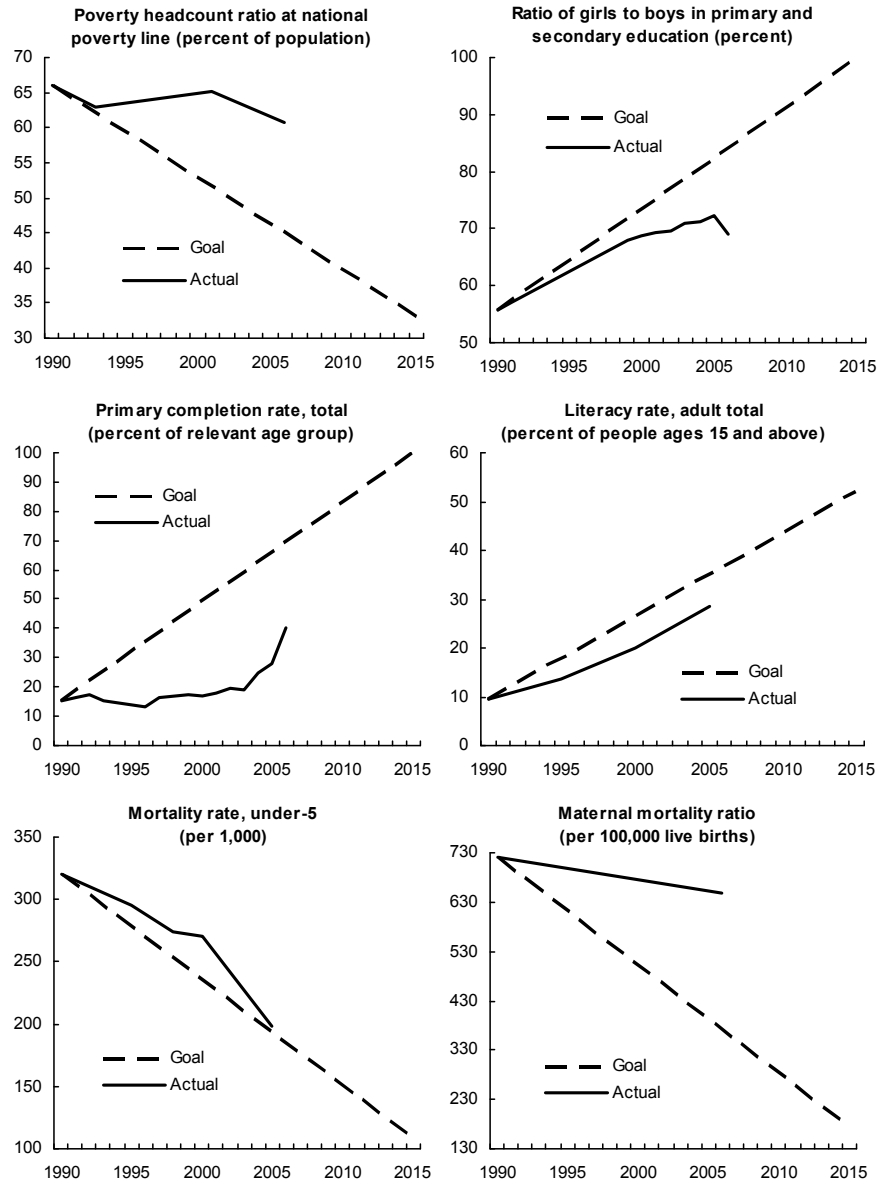 Poverty headcount ratio at national
poverty line (percent of population)
70
65
60
55
50
45
40
35
30
Goal
Actual
1990 1995 2000 2005 2010 2015
Ratio of girls to boys in primary and
secondary education (percent)
100
90
80
70
60
50
Goal
Actual
1990 1995 2000 2005 2010 2015
Primary completion rate, total
(percent of relevant age group)
100
90
80
70
60
50
40
30
20
10
0
Goal
Actual
1990 1995 2000 2005 2010 2015
Literacy rate, adult total
(percent of people ages 15 and above)
60
50
40
30
20
10
0
Goal
Actual
1990 1995 2000 2005 2010 2015
Mortality rate, under-5
(per 1,000)
350
300
250
200
150
100
Goal
Actual
1990 1995 2000 2005 2010 2015
Maternal mortality ratio
(per 100,000 live births)
730
630
530
430
330
230
130
Goal
Actual
1990 1995 2000 2005 2010 2015